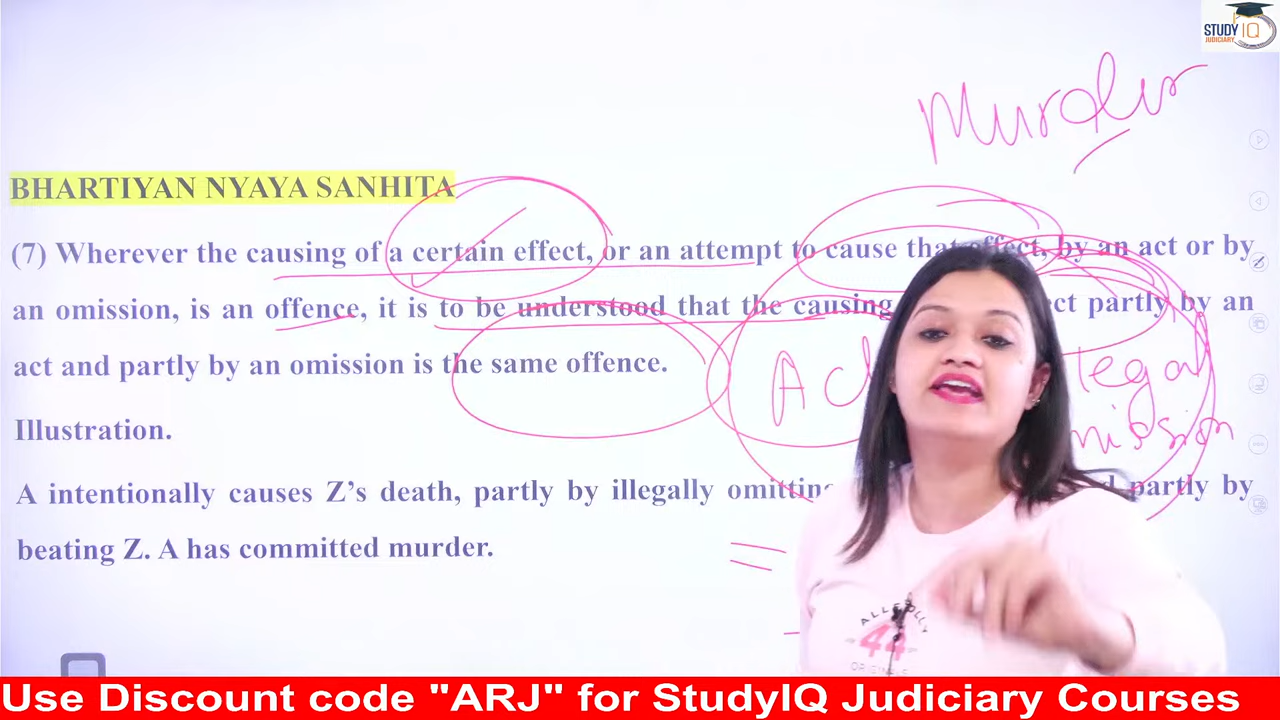 STUDY IQ
JUDICIARY
Murder
BHARTIYAN NYAYA SANHITA
(7) Wherever the causing of a certain effect, or an attempt to cause that effect, by an act or by
an omission, is an offence, it is to be understood that the causing partly by an
act and partly by an omission is the same offence.
Illustration.
A intentionally causes Z's death, partly by illegally partly by
beating Z. A has committed murder.
ALL
44
ORIGINAL
Use Discount code "ARJ" for StudyIQ Judiciary Courses